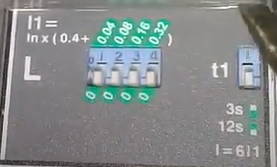 I1=
In x (0.4+ 0.04 0.08 0.16 0.32 )
0 1 2 3 4
L t1
0 0 0 0
3s
12s
I=6I1